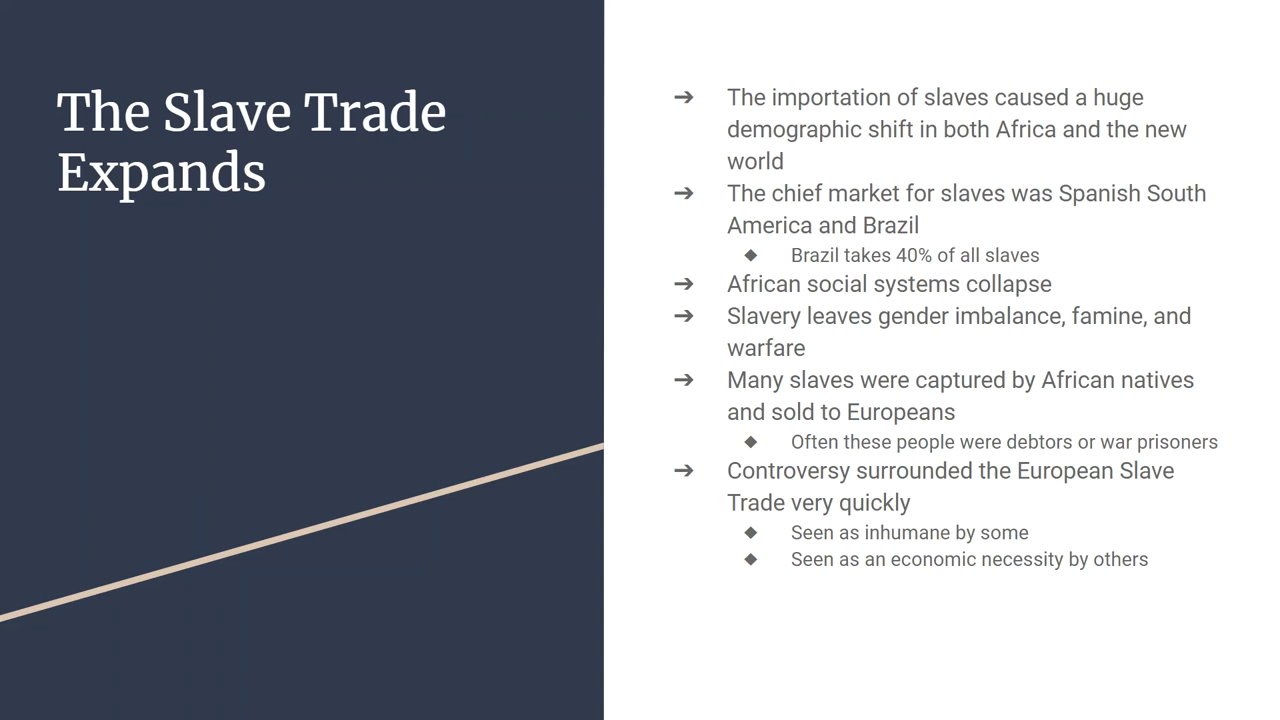 The Slave Trade
Expands
➔ The importation of slaves caused a huge
demographic shift in both Africa and the new
world
➔ The chief market for slaves was Spanish South
America and Brazil
◆ Brazil takes 40% of all slaves
➔ African social systems collapse
➔ Slavery leaves gender imbalance, famine, and
warfare
➔ Many slaves were captured by African natives
and sold to Europeans
◆ Often these people were debtors or war prisoners
➔ Controversy surrounded the European Slave
Trade very quickly
◆ Seen as inhumane by some
◆ Seen as an economic necessity by others